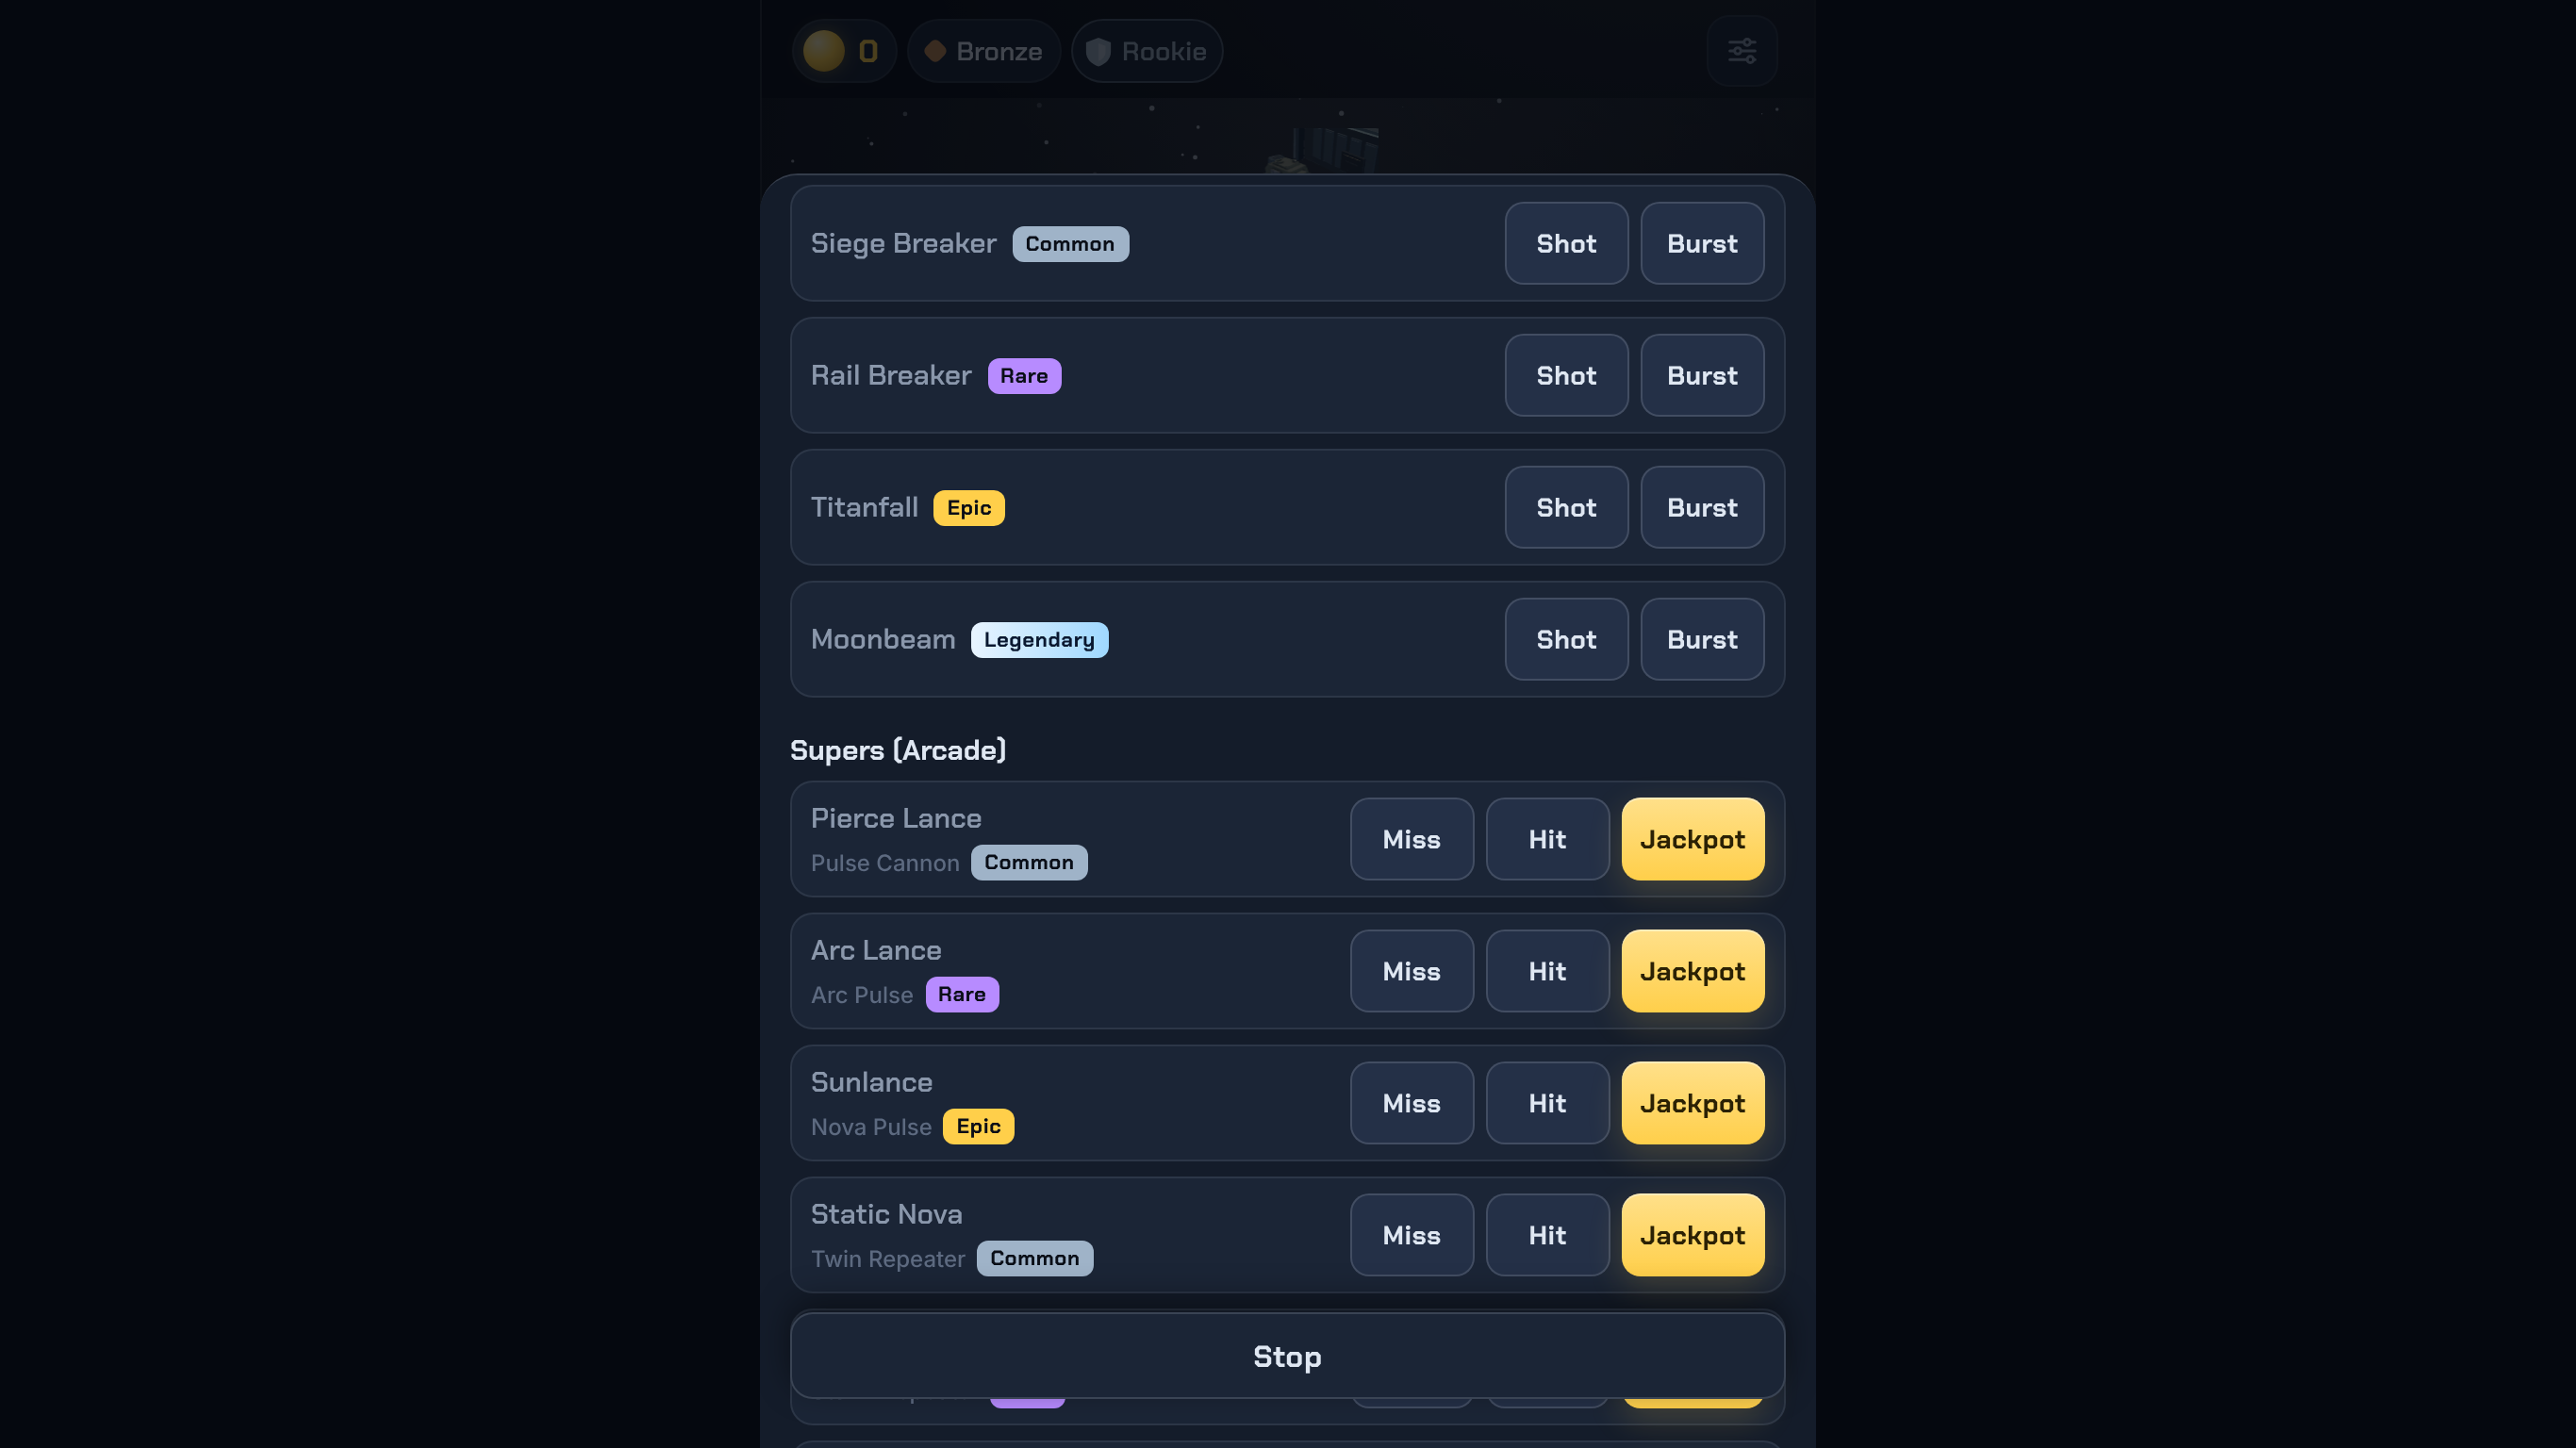 0 Bronze Rookie
Siege Breaker Common Shot Burst
Rail Breaker Rare Shot Burst
Titanfall Epic Shot Burst
Moonbeam Legendary Shot Burst
Supers (Arcade)
Pierce Lance
Pulse Cannon Common Miss Hit Jackpot
Arc Lance
Arc Pulse Rare Miss Hit Jackpot
Sunlance
Nova Pulse Epic Miss Hit Jackpot
Static Nova
Twin Repeater Common Miss Hit Jackpot
Stop